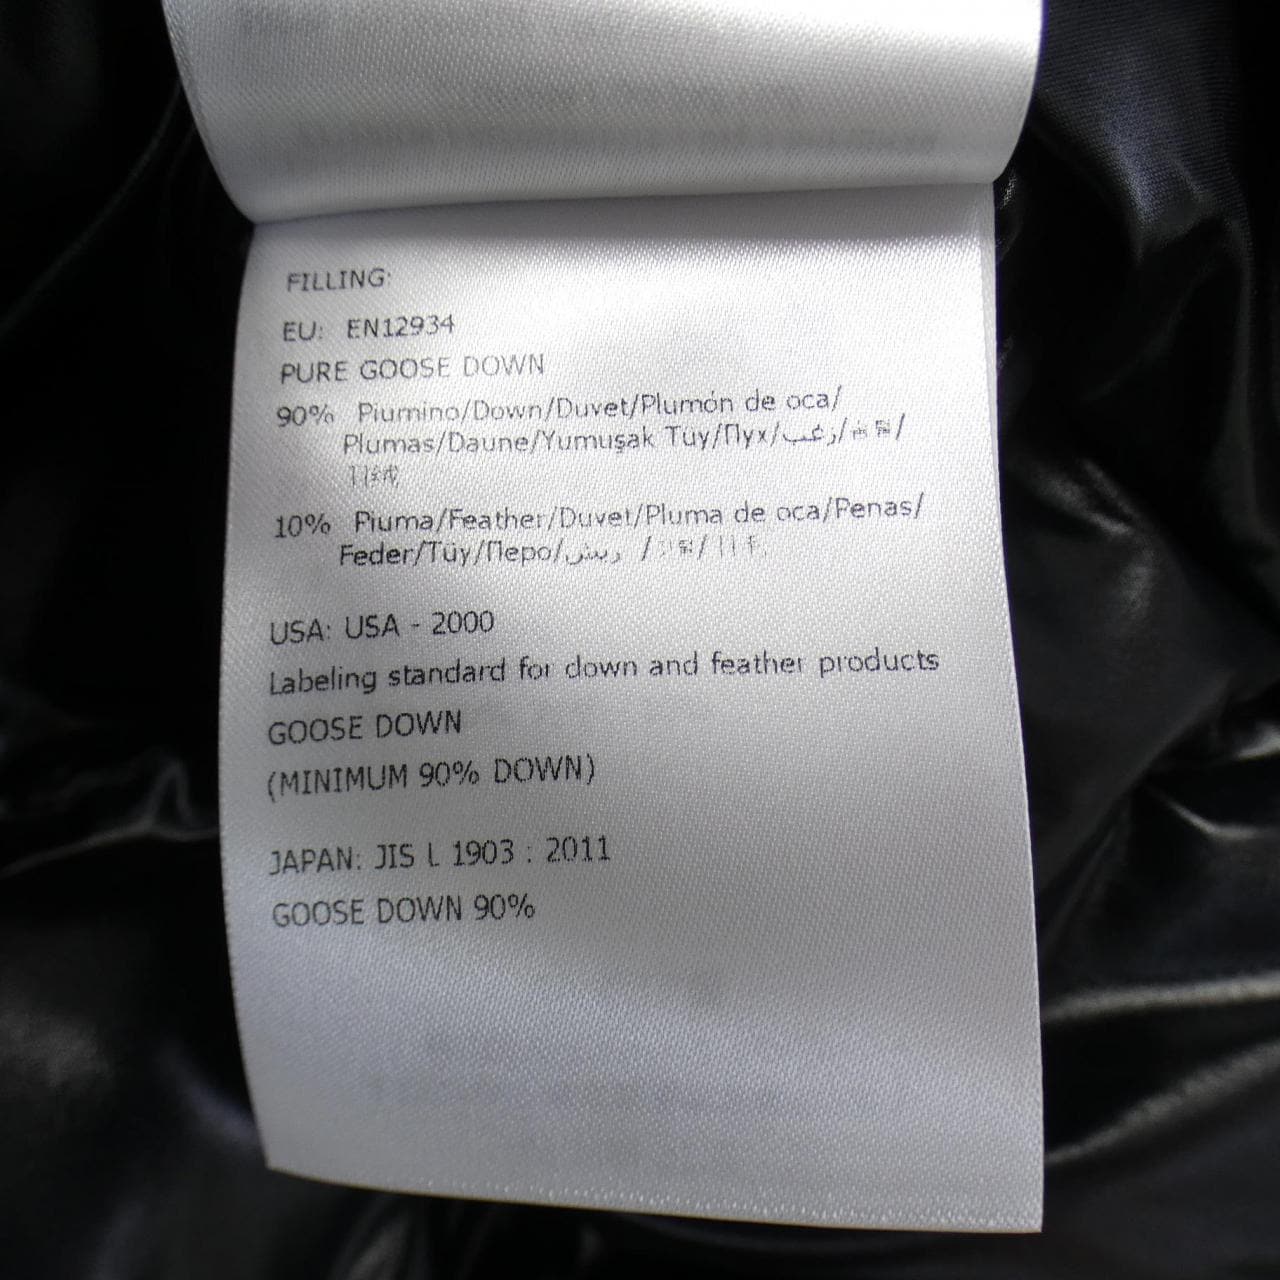 FILLING:
EU: EN12934
PURE GOOSE DOWN
90% Piumino/Down/Duvet/Plumón de oca/
Plumas/Daune/Yumuşak Tüy/Пух/زغب/
10% Piuma/Feather/Duvet/Pluma de oca/Penas/
Feder/Tüy/Перо/ريش /
USA: USA - 2000
Labeling standard for down and feather products
GOOSE DOWN
(MINIMUM 90% DOWN)
JAPAN: JIS L 1903 : 2011
GOOSE DOWN 90%